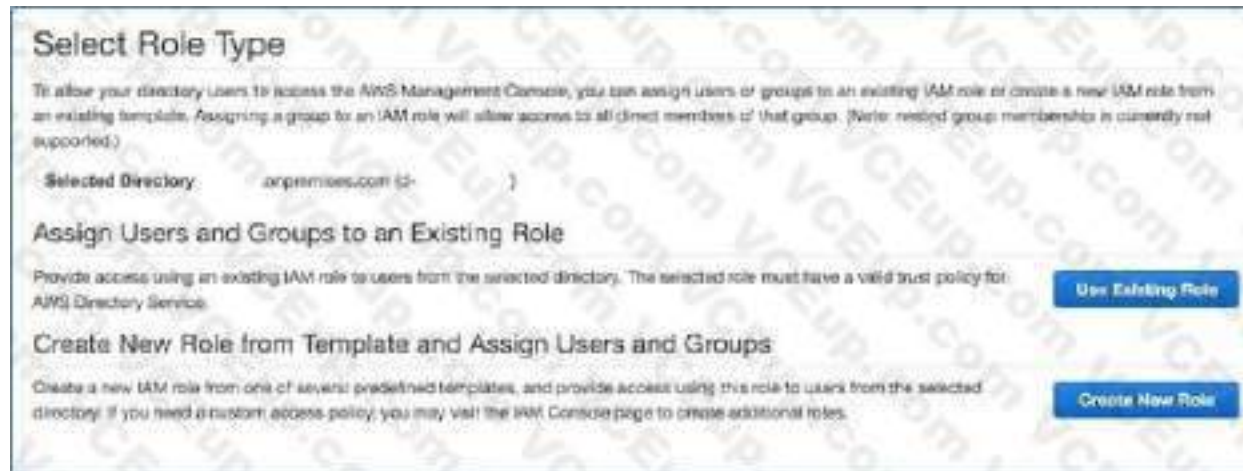 Select Role Type
To allow your directory users to access the AWS Management Console, you can assign users or groups to an existing IAM role or create a new IAM role from
an existing template. Assigning a group to an IAM role will allow access to all direct members of that group. (Note: nested group membership is currently not
supported.)
Selected Directory onpremises.com (d- )
Assign Users and Groups to an Existing Role
Provide access using an existing IAM role to users from the selected directory. The selected role must have a valid trust policy for
AWS Directory Service.
Use Existing Role
Create New Role from Template and Assign Users and Groups
Create a new IAM role from one of several predefined templates, and provide access using this role to users from the selected
directory. If you need a custom access policy, you may visit the IAM Console page to create additional roles.
Create New Role
VCEup.com